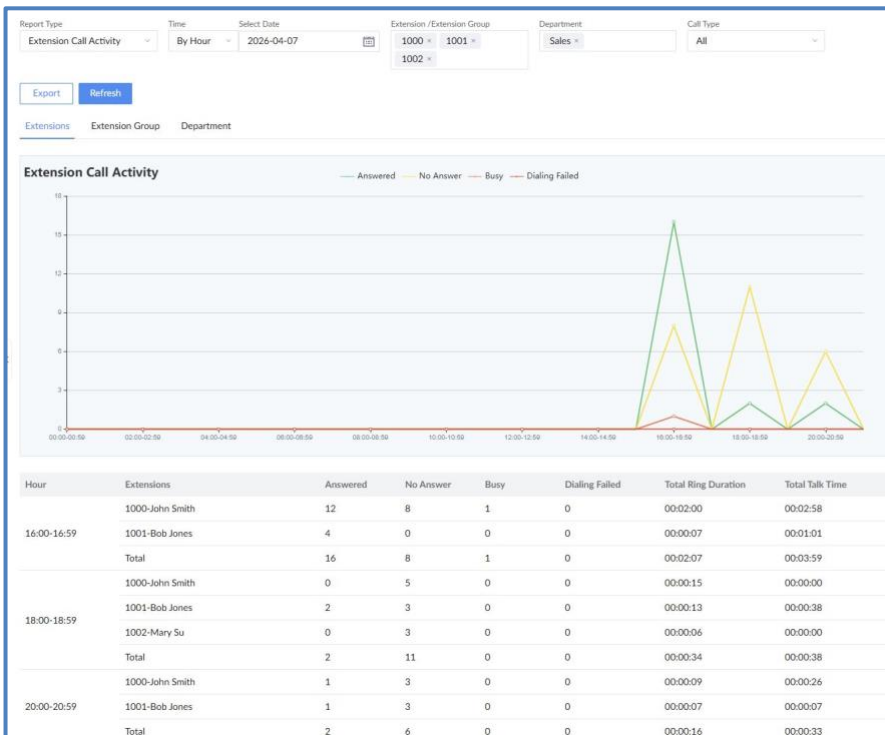 Report Type Time Select Date Extension /Extension Group Department Call Type
Extension Call Activity By Hour 2026-04-07 1000 × 1001 × Sales × All
1002 ×
Export Refresh
Extensions Extension Group Department
Extension Call Activity Answered No Answer Busy Dialing Failed
18
15
12
9
6
3
0
00:00-00:59 02:00-02:59 04:00-04:59 06:00-06:59 08:00-08:59 10:00-10:59 12:00-12:59 14:00-14:59 16:00-16:59 18:00-18:59 20:00-20:59
Hour Extensions Answered No Answer Busy Dialing Failed Total Ring Duration Total Talk Time
1000-John Smith 12 8 1 0 00:02:00 00:02:58
16:00-16:59 1001-Bob Jones 4 0 0 0 00:00:07 00:01:01
Total 16 8 1 0 00:02:07 00:03:59
1000-John Smith 0 5 0 0 00:00:15 00:00:00
1001-Bob Jones 2 3 0 0 00:00:13 00:00:38
18:00-18:59
1002-Mary Su 0 3 0 0 00:00:06 00:00:00
Total 2 11 0 0 00:00:34 00:00:38
1000-John Smith 1 3 0 0 00:00:09 00:00:26
20:00-20:59 1001-Bob Jones 1 3 0 0 00:00:07 00:00:07
Total 2 6 0 0 00:00:16 00:00:33